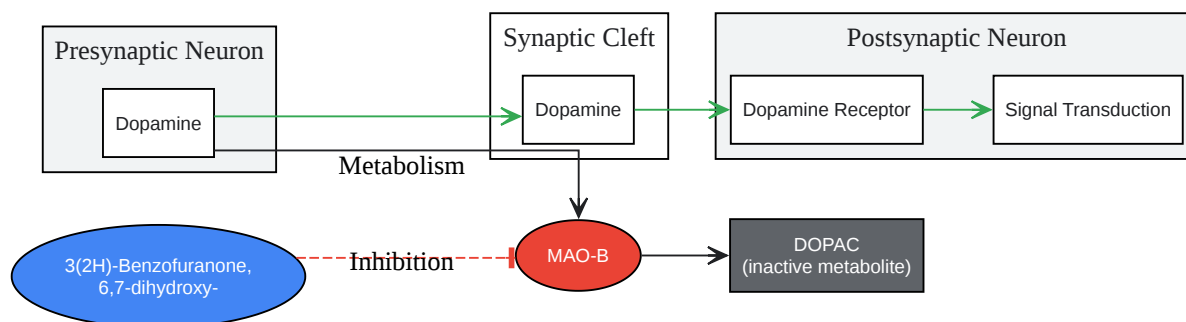 Presynaptic Neuron
Synaptic Cleft
Postsynaptic Neuron
Dopamine
Dopamine
Dopamine Receptor
Signal Transduction
Metabolism
3(2H)-Benzofuranone,
6,7-dihydroxy-
Inhibition
MAO-B
DOPAC
(inactive metabolite)